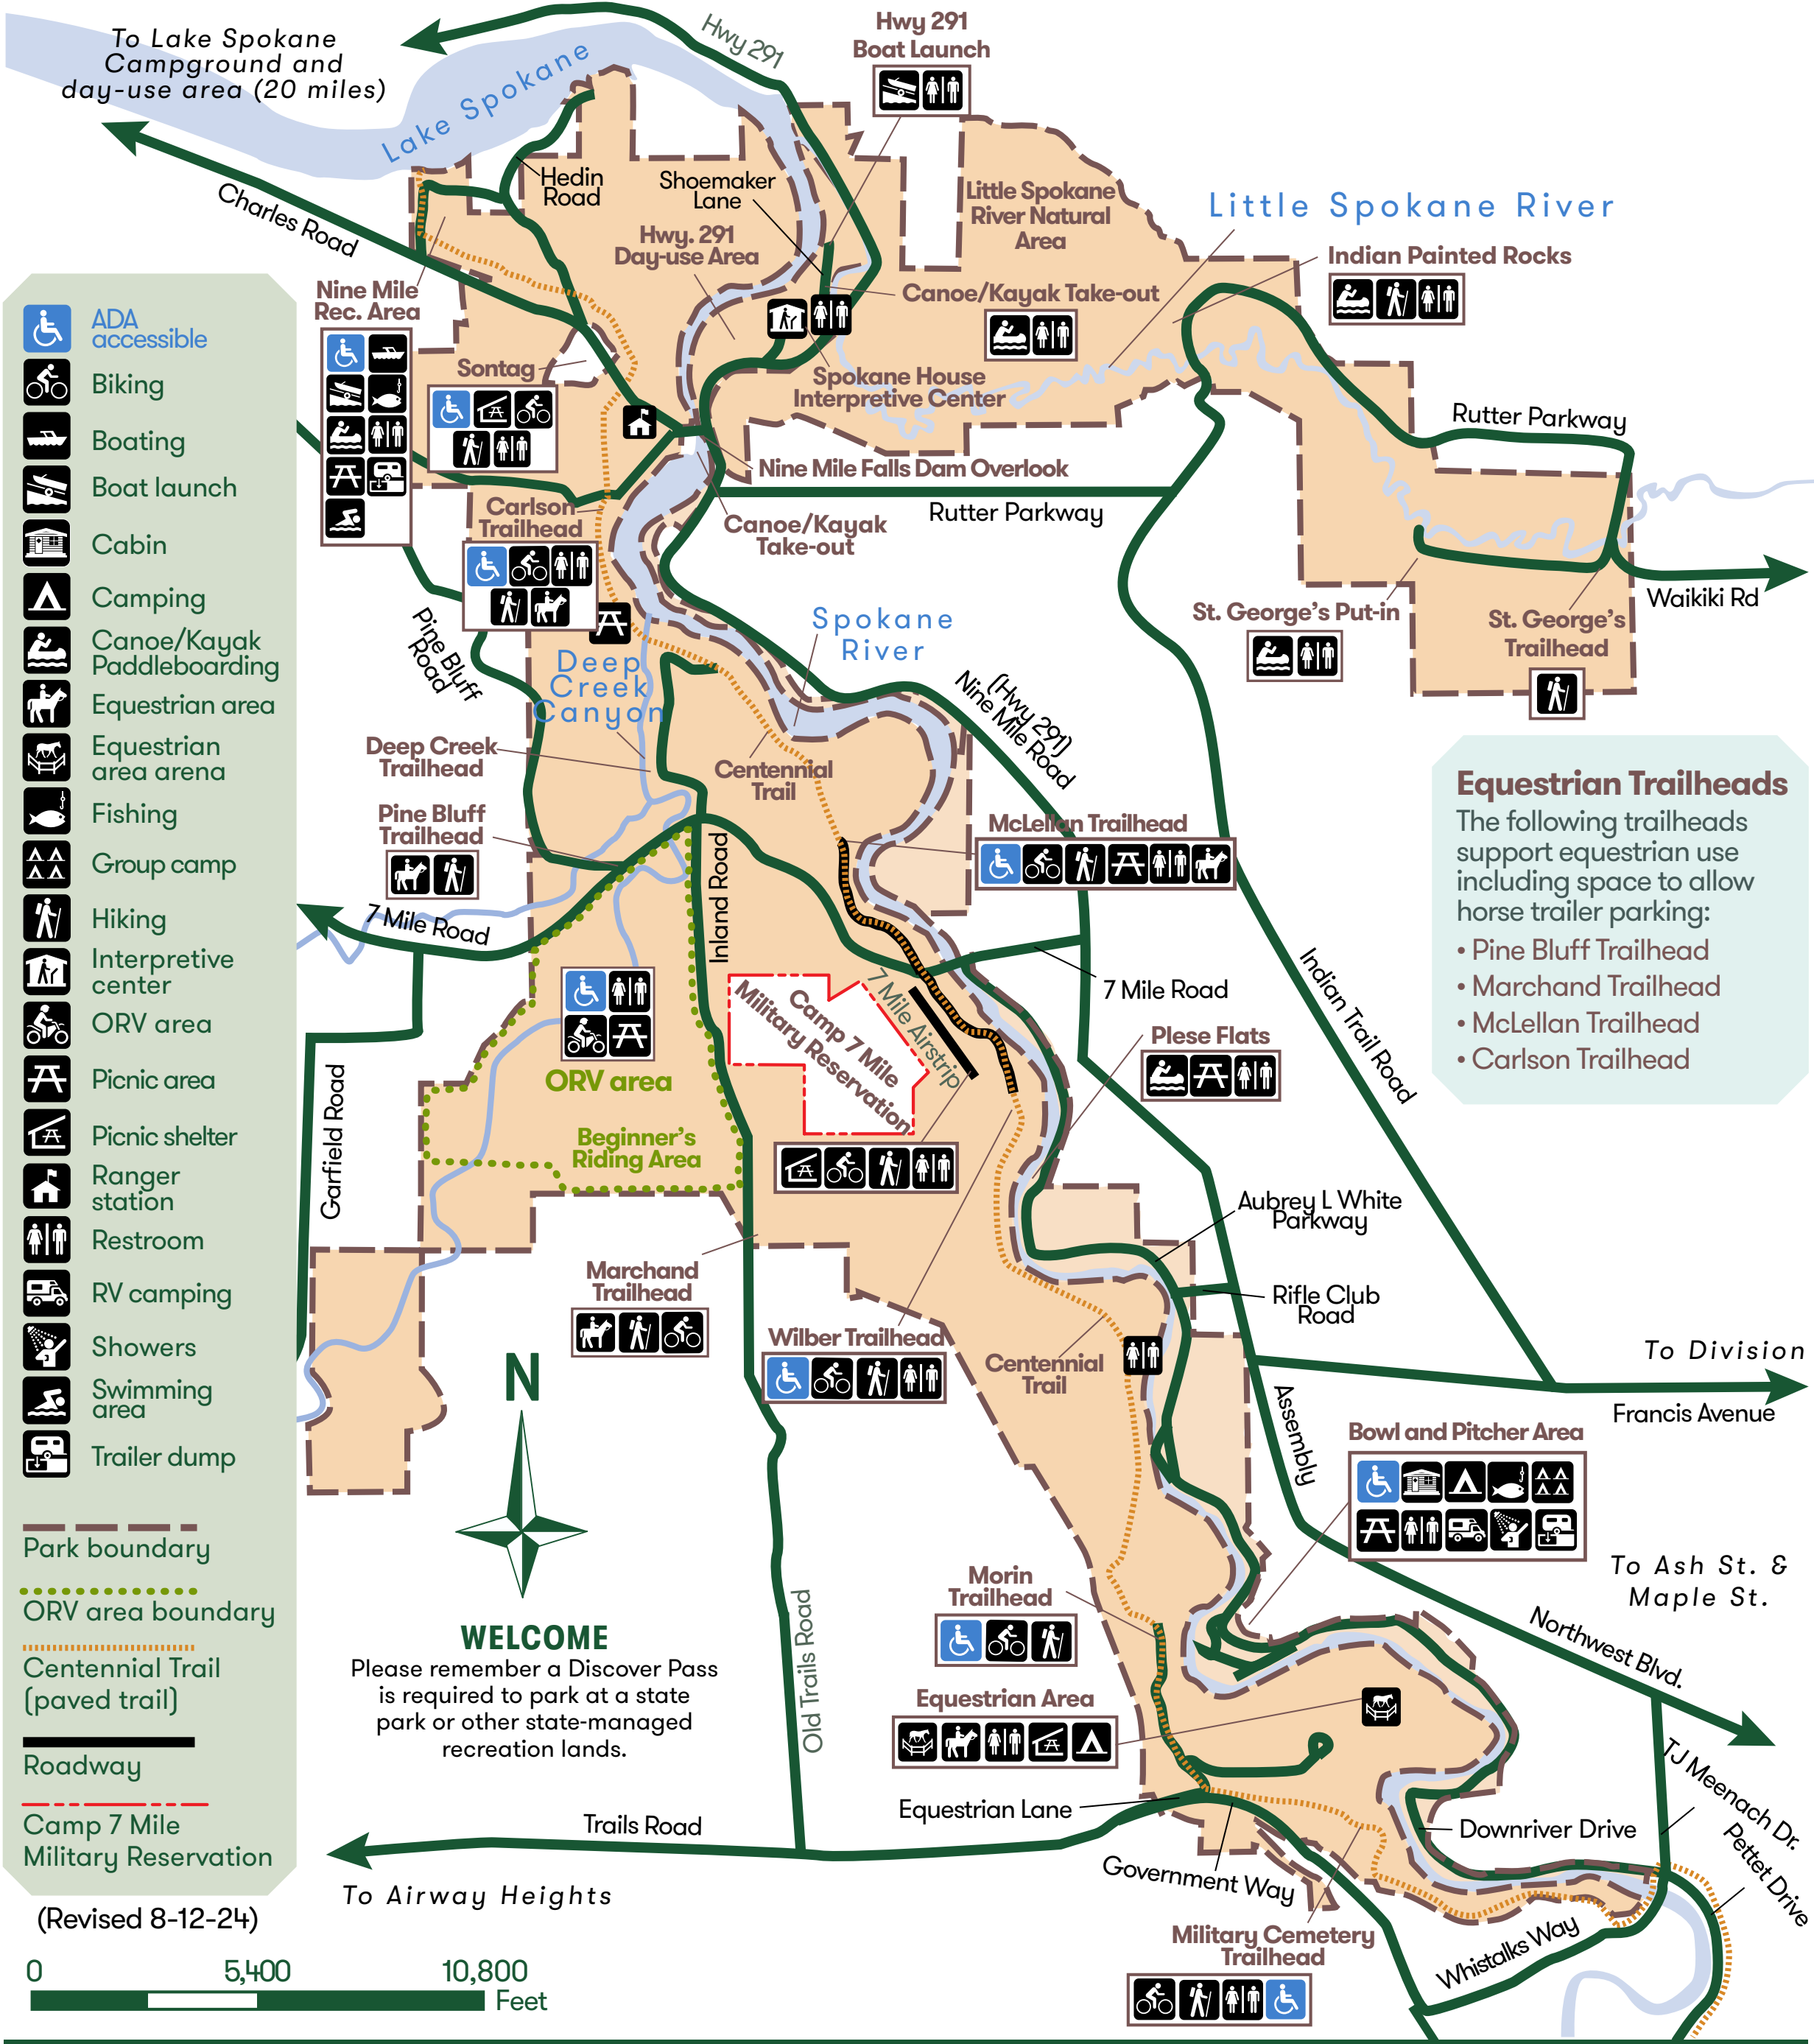 To Lake Spokane
Campground and
day-use area (20 miles)
Lake Spokane
Hwy 291
Hwy 291
Boat Launch
Charles Road
Hedin
Road
Shoemaker
Lane
Hwy. 291
Day-use Area
Little Spokane
River Natural
Area
Little Spokane River
Indian Painted Rocks
Canoe/Kayak Take-out
Nine Mile
Rec. Area
Sontag
Spokane House
Interpretive Center
Rutter Parkway
Nine Mile Falls Dam Overlook
Rutter Parkway
Carlson
Trailhead
Canoe/Kayak
Take-out
Pine Bluff
Road
Spokane
River
St. George's Put-in
St. George's
Trailhead
Waikiki Rd
Deep
Creek
Canyon
(Hwy 291)
Nine Mile Road
Deep Creek
Trailhead
Centennial
Trail
Pine Bluff
Trailhead
McLellan Trailhead
7 Mile Road
Inland Road
7 Mile Road
Camp 7 Mile
Military Reservation
7 Mile Airstrip
Plese Flats
Indian Trail Road
ORV area
Beginner's
Riding Area
Garfield Road
Aubrey L White
Parkway
Rifle Club
Road
Marchand
Trailhead
Wilber Trailhead
Centennial
Trail
To Division
Francis Avenue
Assembly
Bowl and Pitcher Area
To Ash St. &
Maple St.
Northwest Blvd.
Morin
Trailhead
Equestrian Area
Old Trails Road
Equestrian Lane
Trails Road
To Airway Heights
Government Way
Downriver Drive
TJ Meenach Dr.
Pettet Drive
Whistalks Way
Military Cemetery
Trailhead
Equestrian Trailheads
The following trailheads
support equestrian use
including space to allow
horse trailer parking:
• Pine Bluff Trailhead
• Marchand Trailhead
• McLellan Trailhead
• Carlson Trailhead
ADA
accessible
Biking
Boating
Boat launch
Cabin
Camping
Canoe/Kayak
Paddleboarding
Equestrian area
Equestrian
area arena
Fishing
Group camp
Hiking
Interpretive
center
ORV area
Picnic area
Picnic shelter
Ranger
station
Restroom
RV camping
Showers
Swimming
area
Trailer dump
Park boundary
ORV area boundary
Centennial Trail
(paved trail)
Roadway
Camp 7 Mile
Military Reservation
(Revised 8-12-24)
0 5,400 10,800
Feet
N
WELCOME
Please remember a Discover Pass
is required to park at a state
park or other state-managed
recreation lands.